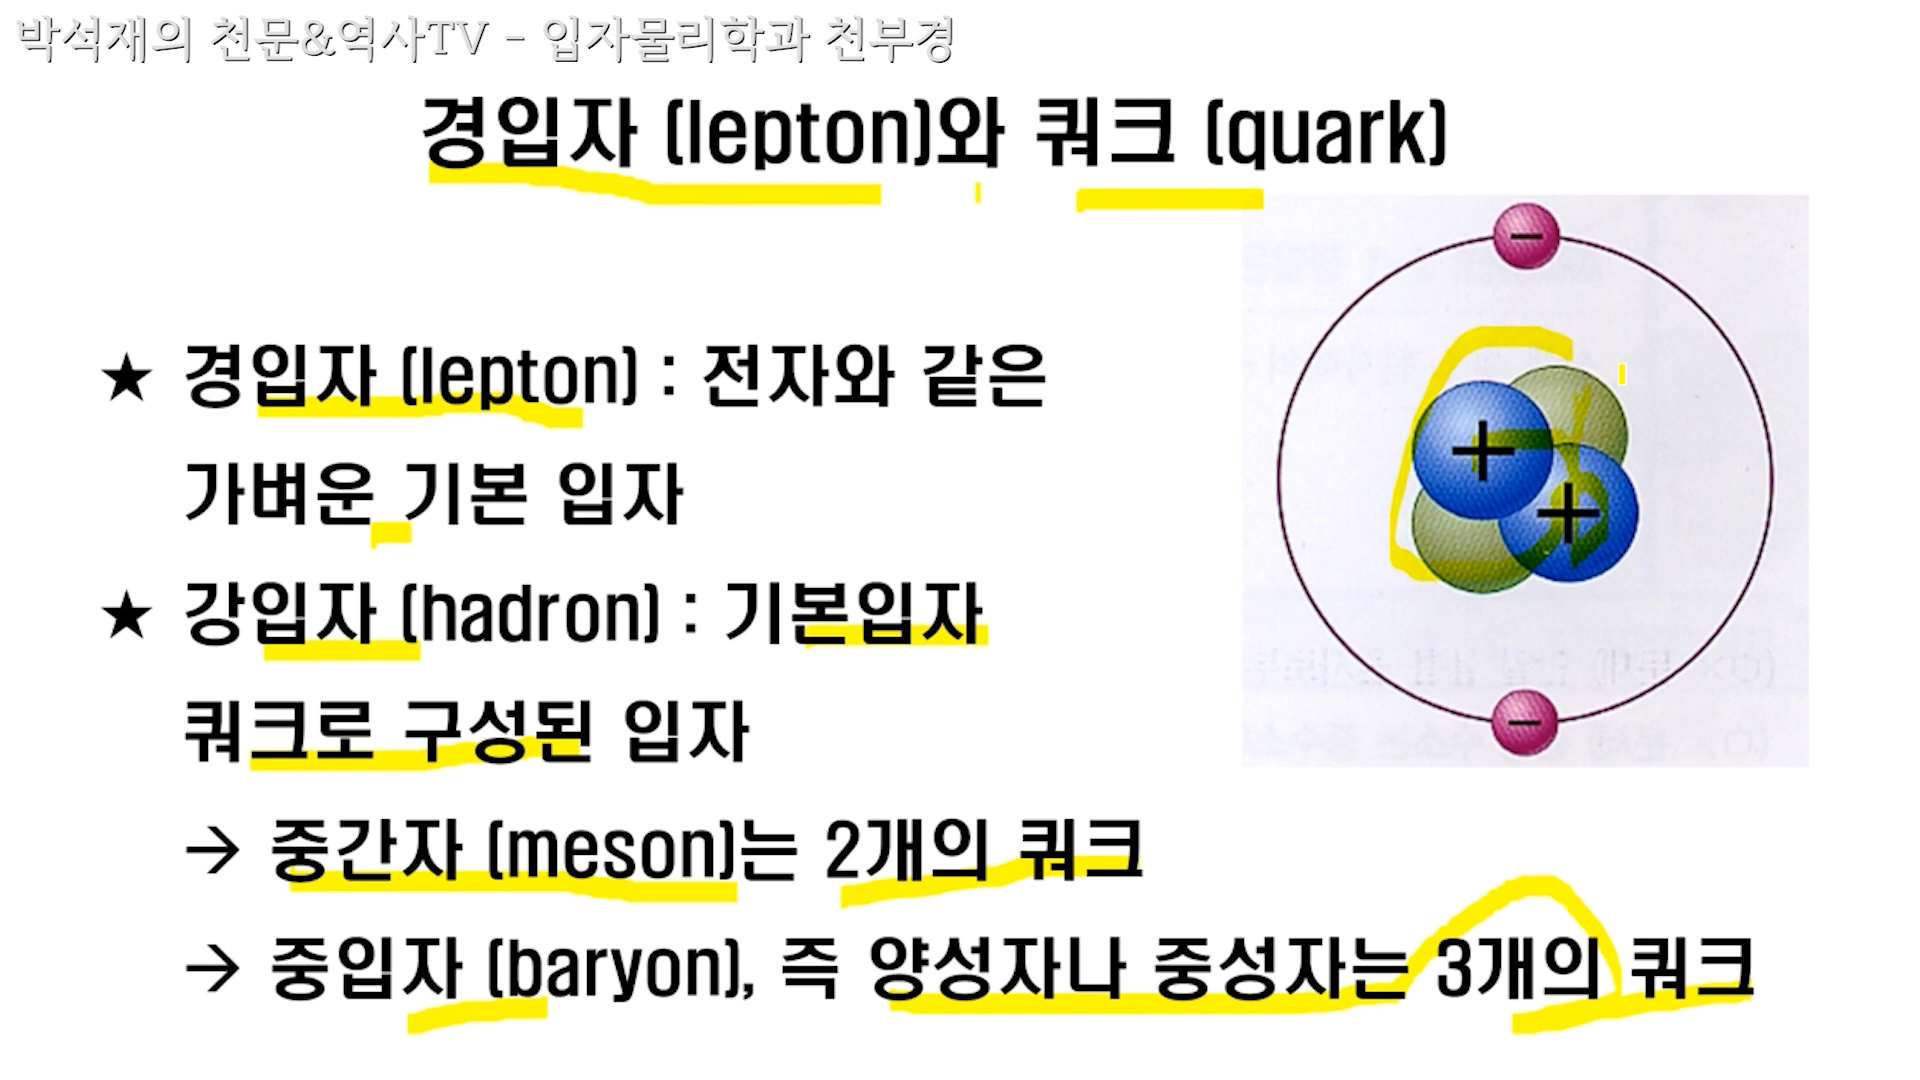 박석재의 천문&역사TV - 입자물리학과 천부경
경입자 (lepton)와 쿼크 (quark)
★ 경입자 (lepton) : 전자와 같은
가벼운 기본 입자
★ 강입자 (hadron) : 기본입자
쿼크로 구성된 입자
→ 중간자 (meson)는 2개의 쿼크
→ 중입자 (baryon), 즉 양성자나 중성자는 3개의 쿼크
−
+
+
−